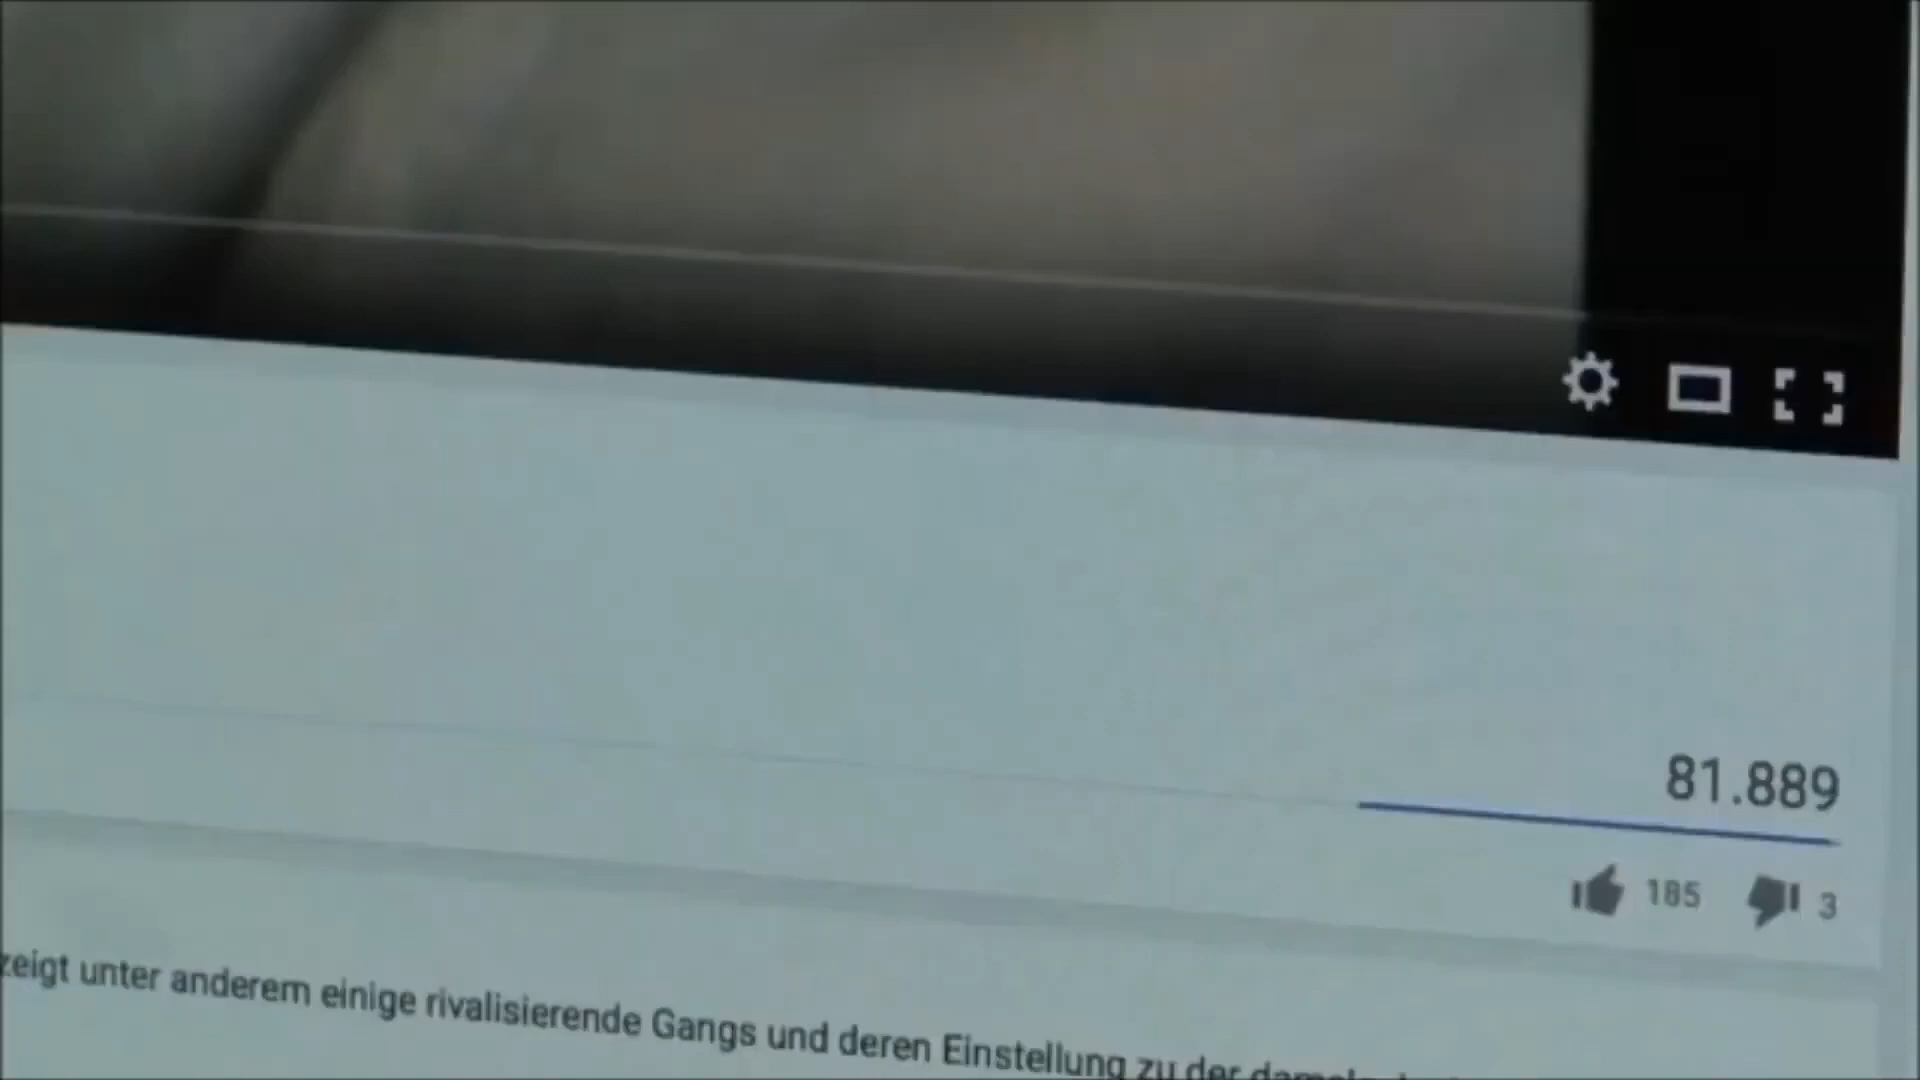 81.889
185 3
zeigt unter anderem einige rivalisierende Gangs und deren Einstellung zu der